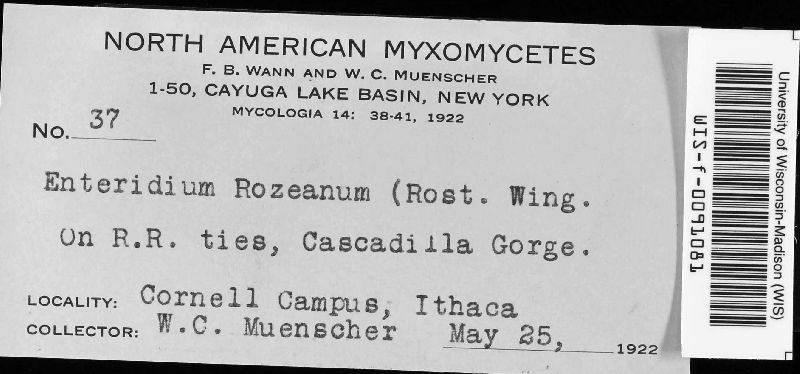 NORTH AMERICAN MYXOMYCETES
F. B. WANN AND W. C. MUENSCHER
1-50, CAYUGA LAKE BASIN, NEW YORK
MYCOLOGIA 14: 38-41, 1922
No. 37
Enteridium Rozeanum (Rost. Wing.
On R.R. ties, Cascadilla Gorge.
LOCALITY: Cornell Campus, Ithaca
COLLECTOR: W.C. Muenscher May 25, 1922
University of Wisconsin-Madison (WIS)
WIS-f-0091081